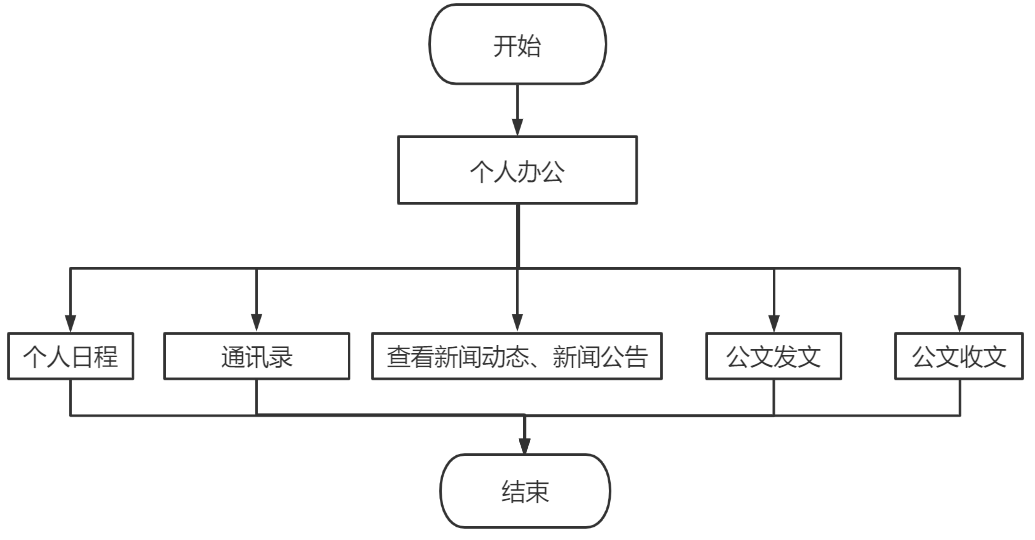 开始
个人办公
个人日程
通讯录
查看新闻动态、新闻公告
公文发文
公文收文
结束